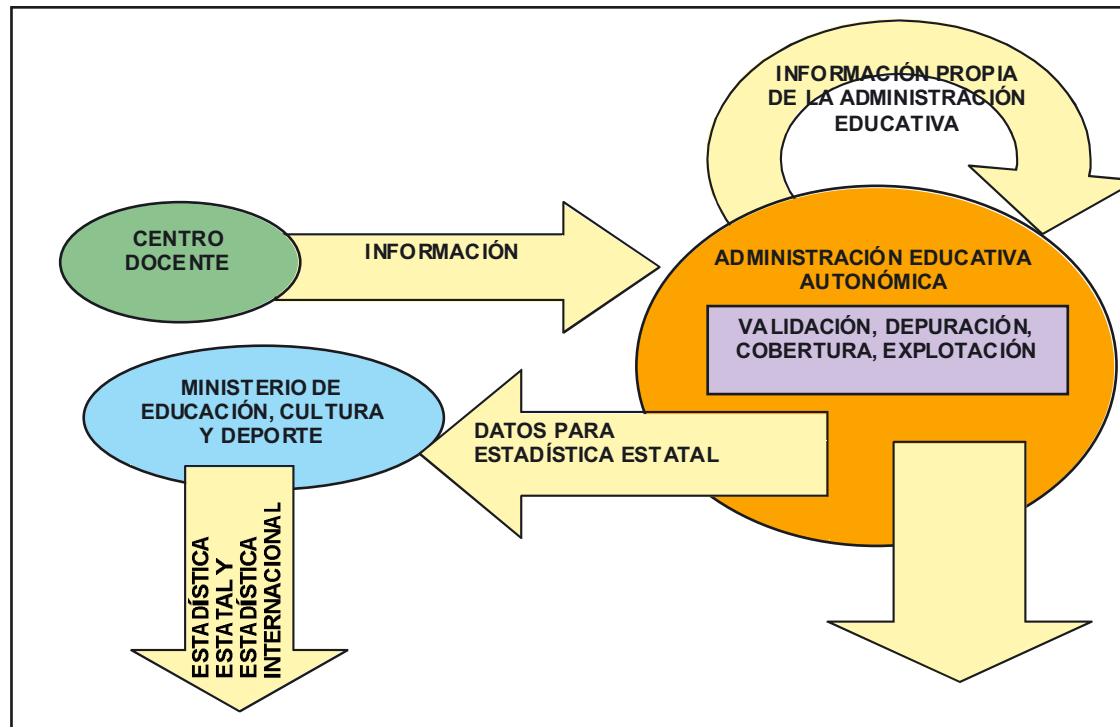 INFORMACIÓN PROPIA
DE LA ADMINISTRACIÓN
EDUCATIVA
CENTRO
DOCENTE
INFORMACIÓN
ADMINISTRACIÓN EDUCATIVA
AUTONÓMICA
VALIDACIÓN, DEPURACIÓN,
COBERTURA, EXPLOTACIÓN
MINISTERIO DE
EDUCACIÓN, CULTURA
Y DEPORTE
DATOS PARA
ESTADÍSTICA ESTATAL
ESTADÍSTICA
ESTATAL Y
ESTADÍSTICA
INTERNACIONAL